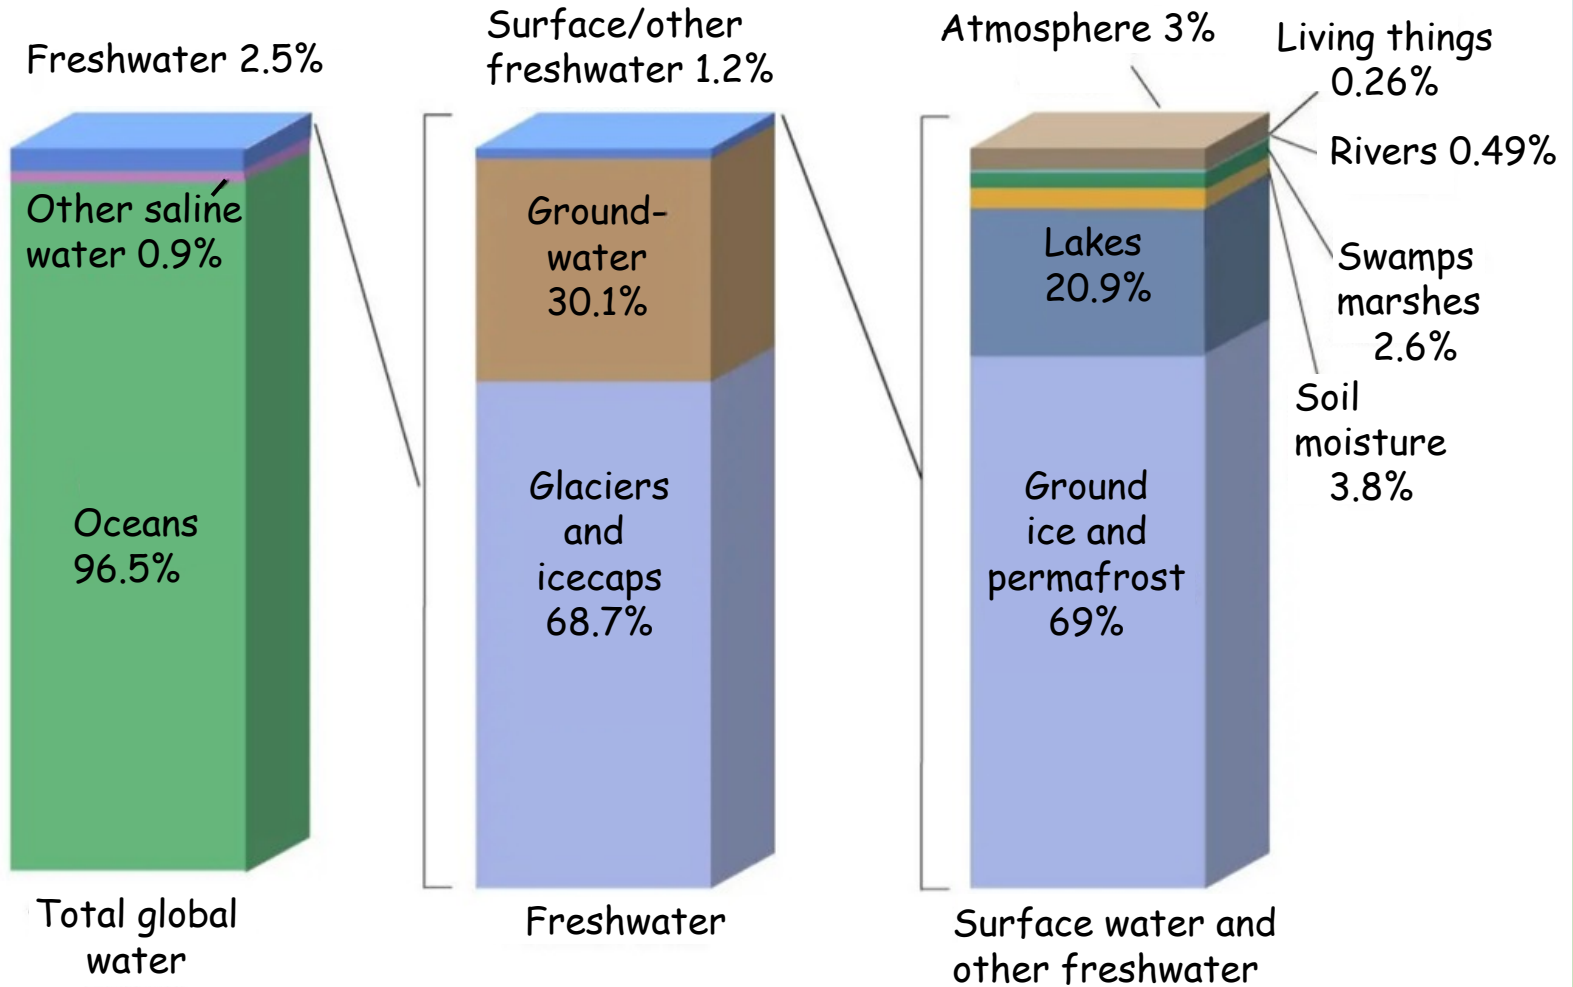 Freshwater 2.5%
Other saline
water 0.9%
Oceans
96.5%
Total global
water
Surface/other
freshwater 1.2%
Ground-
water
30.1%
Glaciers
and
icecaps
68.7%
Freshwater
Atmosphere 3%
Living things
0.26%
Rivers 0.49%
Swamps
marshes
2.6%
Soil
moisture
3.8%
Lakes
20.9%
Ground
ice and
permafrost
69%
Surface water and
other freshwater